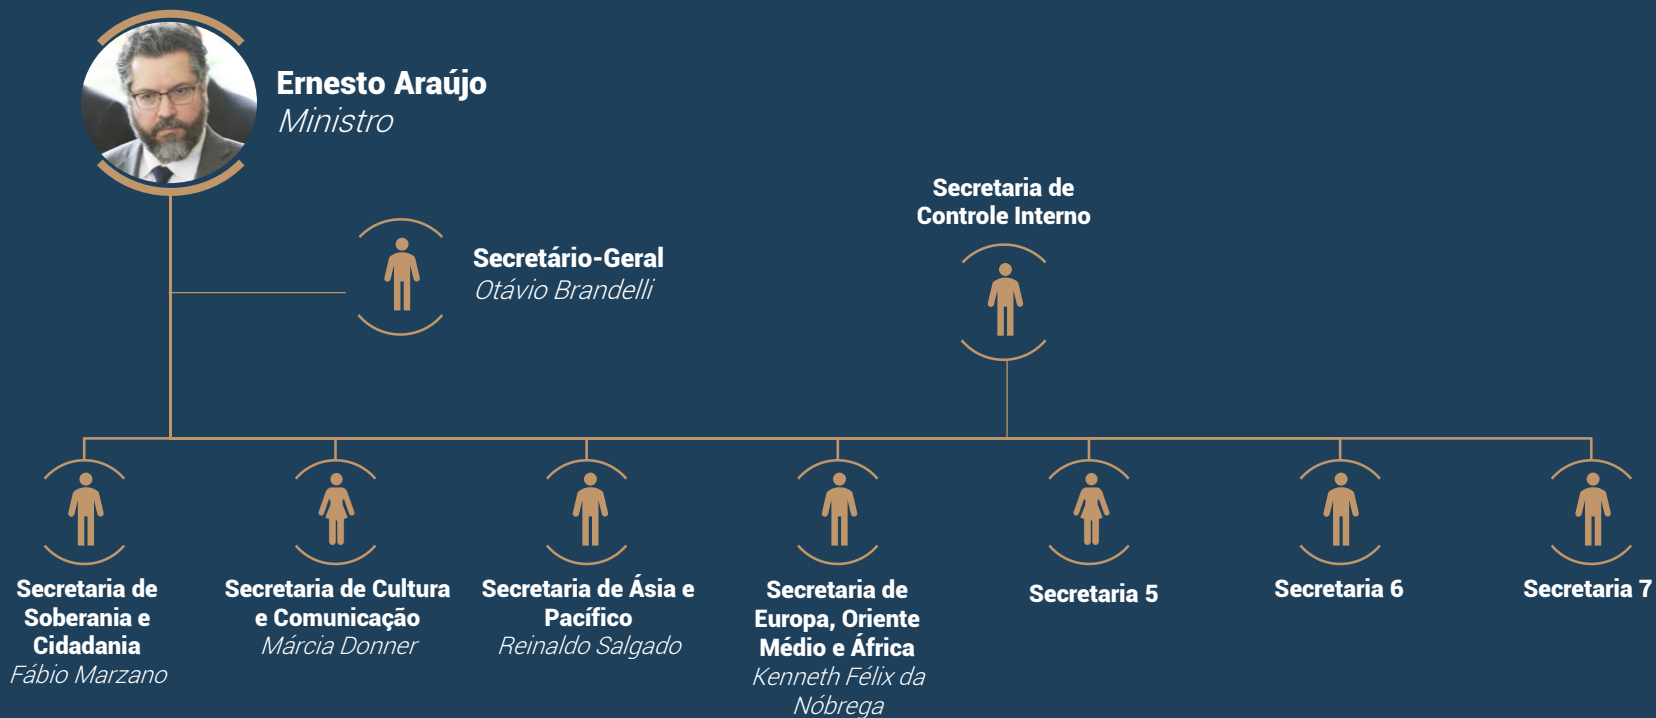 Ernesto Araújo
Ministro
Secretaria de
Controle Interno
Secretário-Geral
Otávio Brandelli
Secretaria de
Soberania e
Cidadania
Fábio Marzano
Secretaria de Cultura
e Comunicação
Márcia Donner
Secretaria de Ásia e
Pacífico
Reinaldo Salgado
Secretaria de
Europa, Oriente
Médio e África
Kenneth Félix da
Nóbrega
Secretaria 5
Secretaria 6
Secretaria 7